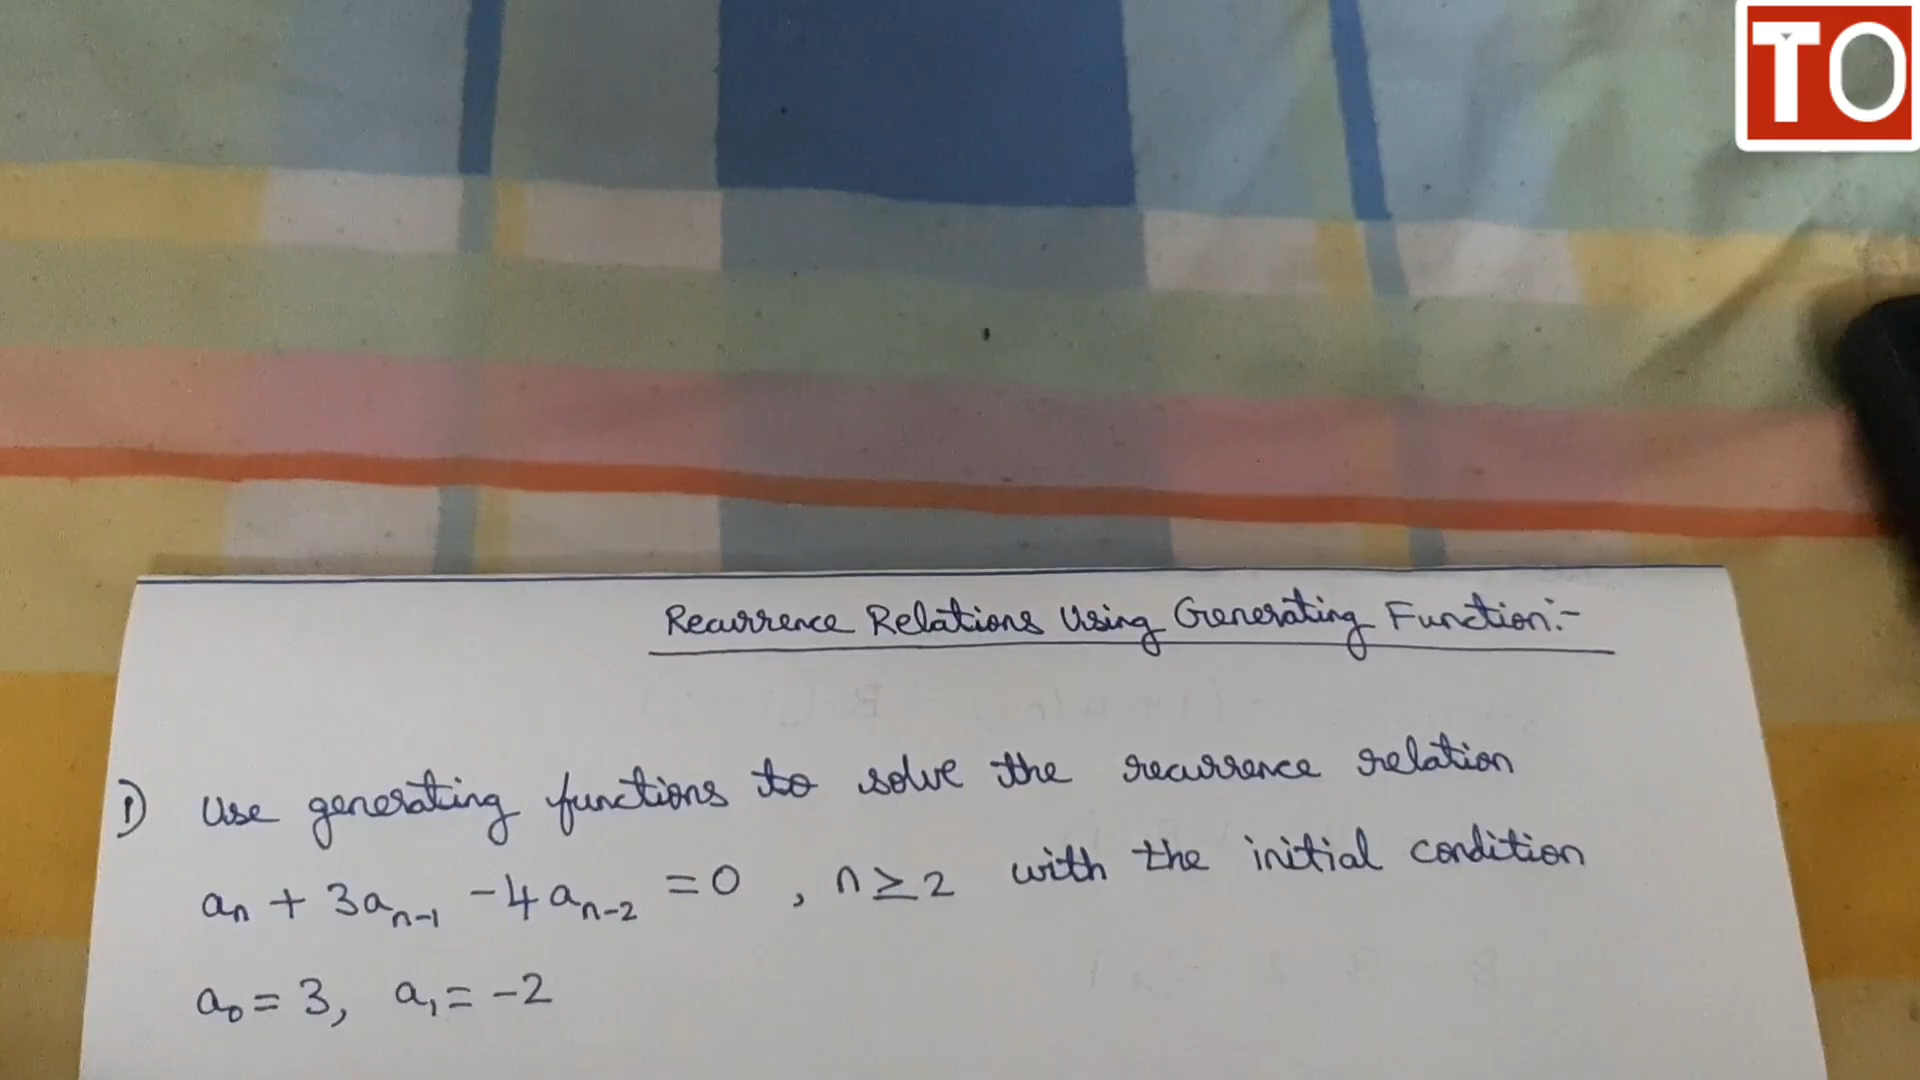 TO
Recurrence Relations Using Generating Function:-
1) Use generating functions to solve the recurrence relation
aₙ + 3aₙ₋₁ - 4aₙ₋₂ = 0 , n ≥ 2 with the initial condition
a₀ = 3, a₁ = -2